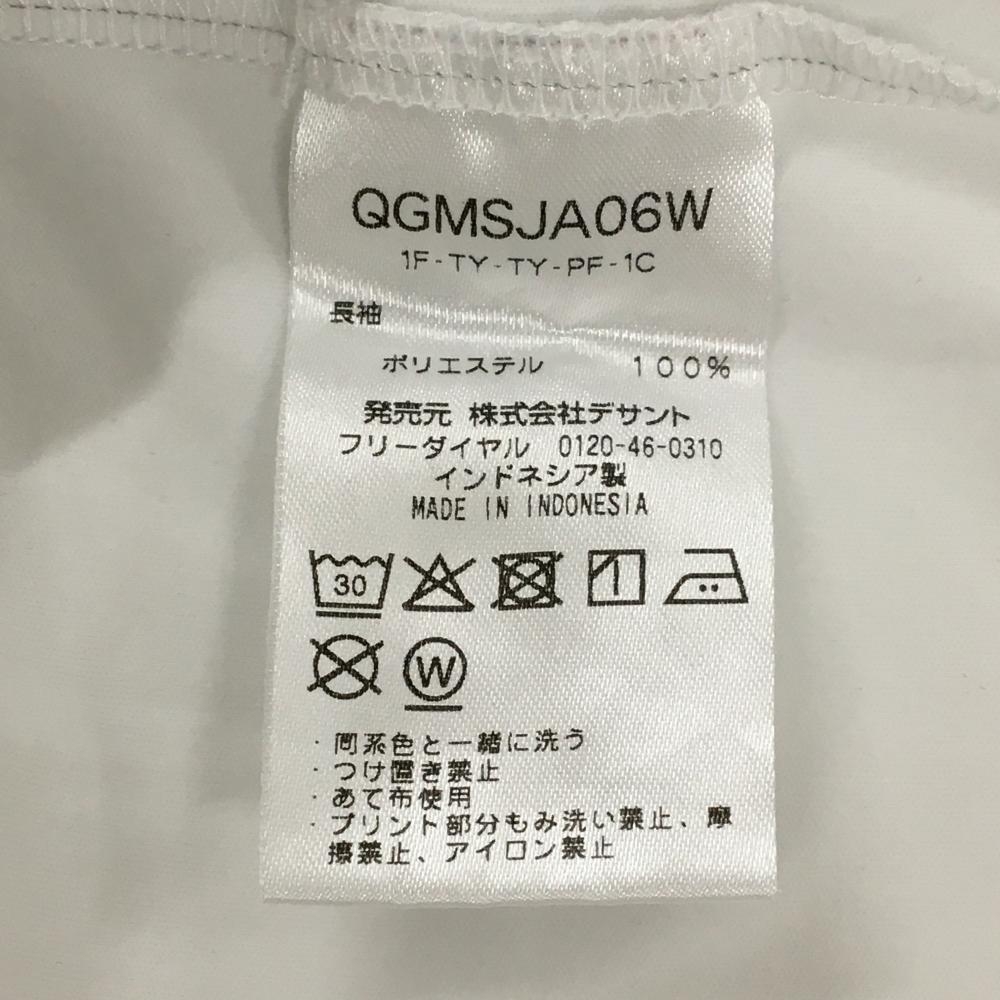 QGMSJA06W
1F-TY-TY-PF-1C
長袖
ポリエステル 100%
発売元 株式会社デサント
フリーダイヤル 0120-46-0310
インドネシア製
MADE IN INDONESIA
30
W
・同系色と一緒に洗う
・つけ置き禁止
・あて布使用
・プリント部分もみ洗い禁止、摩
擦禁止、アイロン禁止